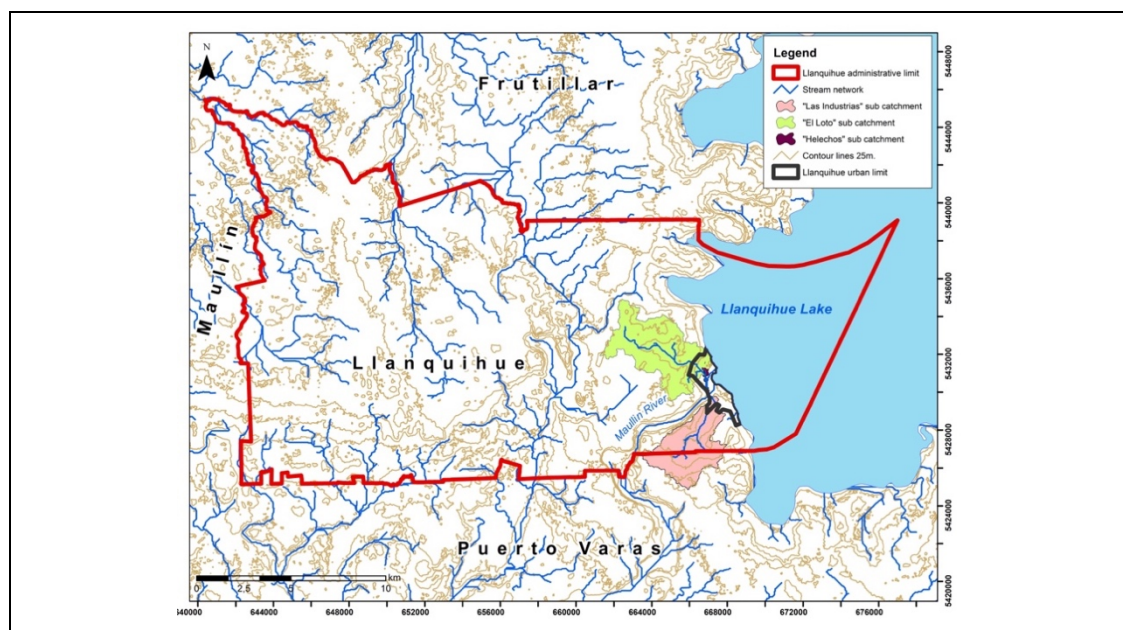 N
Frutillar
Legend
Llanquihue administrative limit
Stream network
"Las Industrias" sub catchment
"El Loto" sub catchment
"Helechos" sub catchment
Contour lines 25m.
Llanquihue urban limit
Maullin
Llanquihue Lake
Llanquihue
Maullin River
Puerto Varas
km
0 2,5 5 10
640000 644000 648000 652000 656000 660000 664000 668000 672000 676000
5448000
5444000
5440000
5436000
5432000
5428000
5424000
5420000